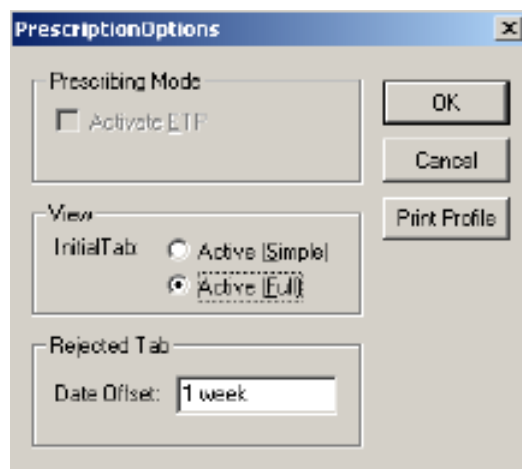 PrescriptionOptions
Prescribing Mode
Activate ETP
OK
Cancel
Print Profile
View
InitialTab:
Active (Simple)
Active (Full)
Rejected Tab
Date Offset:
1 week